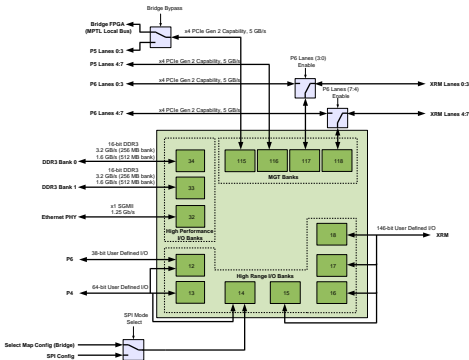 Bridge Bypass
Bridge FPGA
(MPTL Local Bus)
x4 PCIe Gen 2 Capability, 5 GB/s
P5 Lanes 0:3
P5 Lanes 4:7
x4 PCIe Gen 2 Capability, 5 GB/s
P6 Lanes (3:0)
Enable
P6 Lanes 0:3
x4 PCIe Gen 2 Capability, 5 GB/s
XRM Lanes 0:3
P6 Lanes (7:4)
Enable
P6 Lanes 4:7
x4 PCIe Gen 2 Capability, 5 GB/s
XRM Lanes 4:7
16-bit DDR3
3.2 GB/s (256 MB bank)
1.6 GB/s (512 MB bank)
DDR3 Bank 0
34
115
116
117
118
MGT Banks
16-bit DDR3
3.2 GB/s (256 MB bank)
1.6 GB/s (512 MB bank)
DDR3 Bank 1
33
x1 SGMII
1.25 Gb/s
Ethernet PHY
32
High Performance
I/O Banks
18
146-bit User Defined I/O
XRM
38-bit User Defined I/O
P6
12
17
High Range I/O Banks
64-bit User Defined I/O
P4
13
14
15
16
SPI Mode
Select
Select Map Config (Bridge)
SPI Config